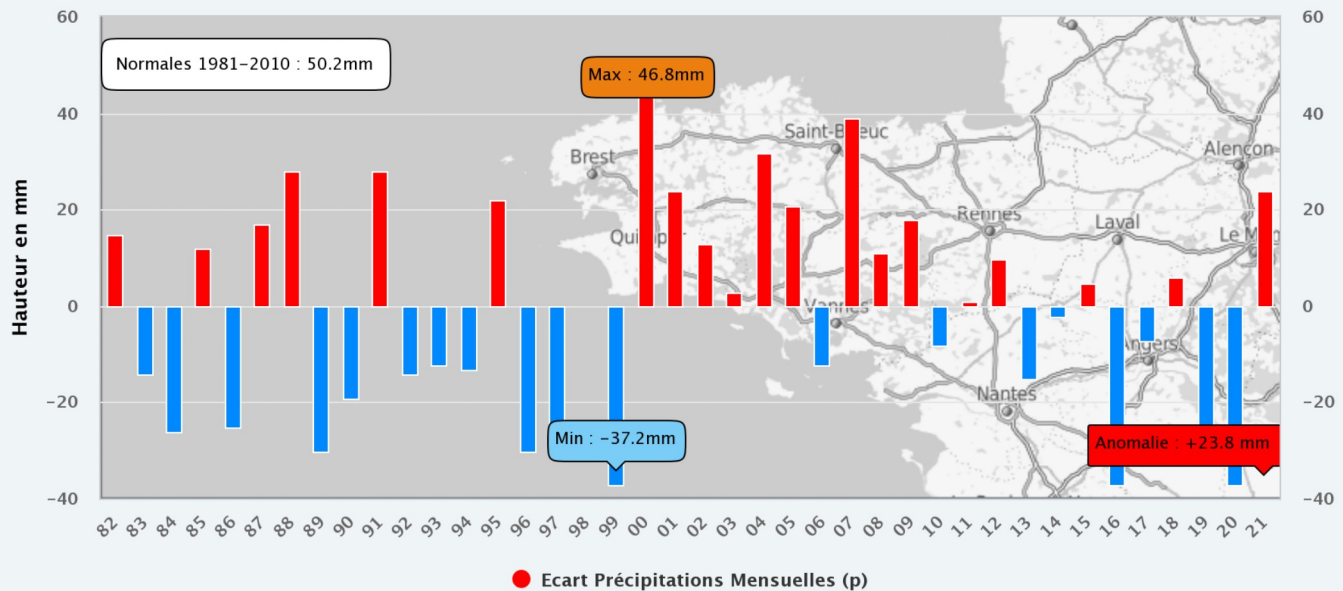 60
60
Normales 1981-2010 : 50.2mm
Max : 46.8mm
40
40
Saint-Brieuc
Alençon
Brest
20
20
Rennes
Laval
Quimper
Hauteur en mm
0
0
Vannes
Angers
-20
-20
Nantes
Min : -37.2mm
Anomalie : +23.8 mm
-40
-40
82 83 84 85 86 87 88 89 90 91 92 93 94 95 96 97 98 99 00 01 02 03 04 05 06 07 08 09 10 11 12 13 14 15 16 17 18 19 20 21
Ecart Précipitations Mensuelles (p)